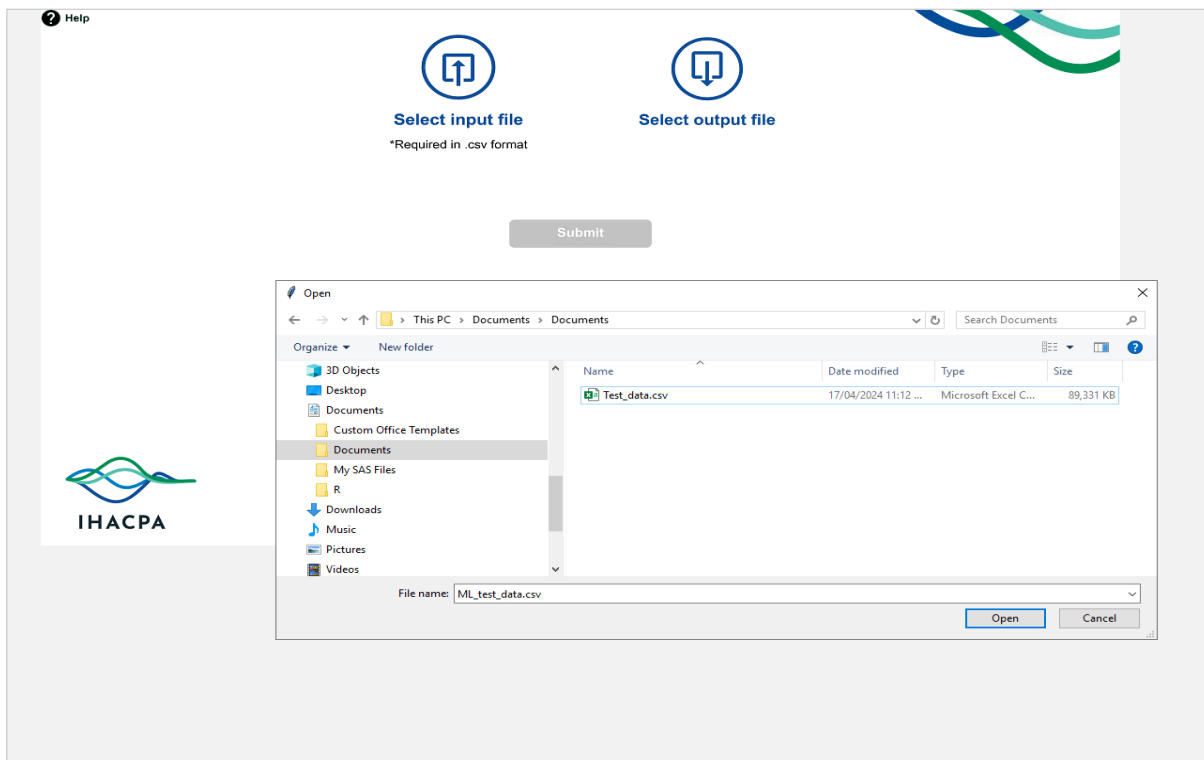 ? Help
Select input file
Select output file
*Required in .csv format
Submit
Open
> This PC > Documents > Documents
Search Documents
Organize
New folder
?
3D Objects
Desktop
Documents
Custom Office Templates
Documents
My SAS Files
R
Downloads
Music
Pictures
Videos
Name Date modified Type Size
Test_data.csv 17/04/2024 11:12 ... Microsoft Excel C... 89,331 KB
IHACPA
File name: ML_test_data.csv
Open Cancel